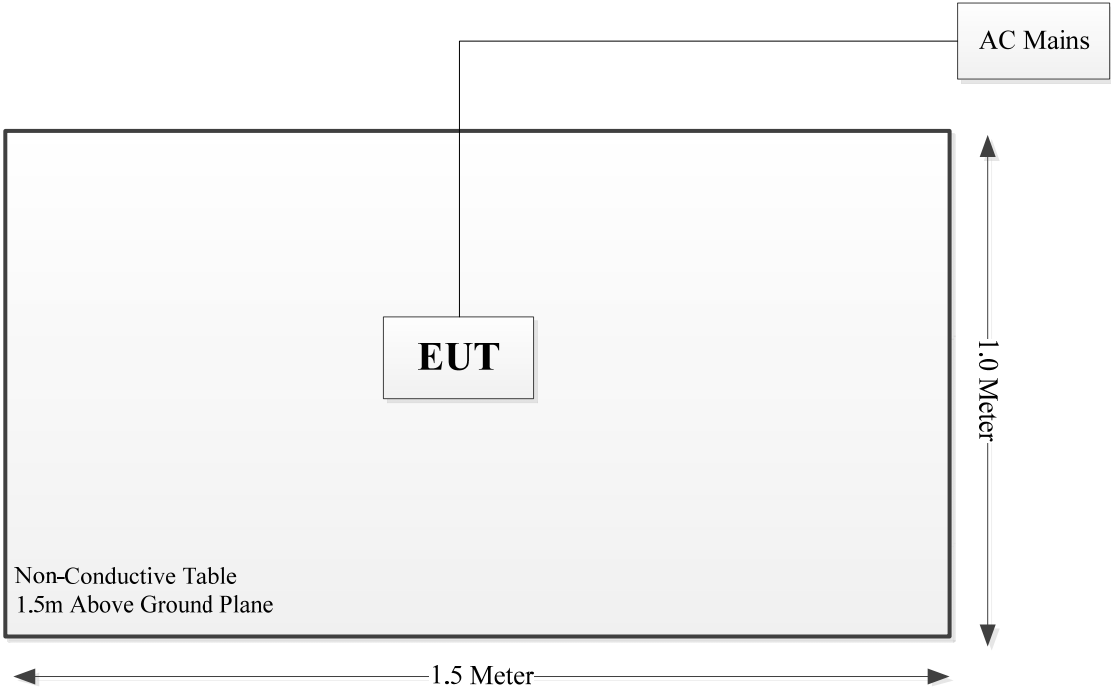 AC Mains
EUT
1.0 Meter
Non-Conductive Table
1.5m Above Ground Plane
1.5 Meter